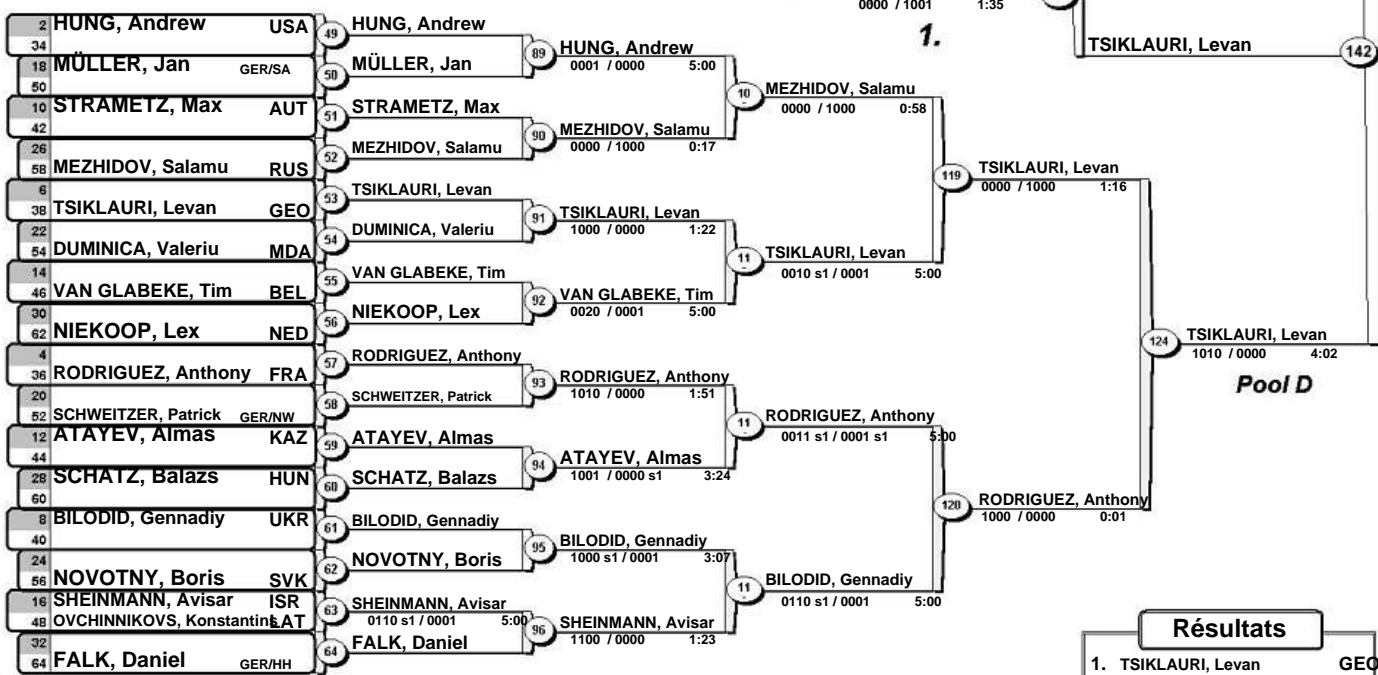 0000 / 1001 1:35
1.
TSIKLAURI, Levan
142
2 HUNG, Andrew USA
34
49
HUNG, Andrew
18 MÜLLER, Jan GER/SA
50
50
MÜLLER, Jan
89
HUNG, Andrew
0001 / 0000 5:00
10 STRAMETZ, Max AUT
42
51
STRAMETZ, Max
26
58 MEZHIDOV, Salamu RUS
52
MEZHIDOV, Salamu
90
MEZHIDOV, Salamu
0000 / 1000 0:17
10
MEZHIDOV, Salamu
0000 / 1000 0:58
6
38 TSIKLAURI, Levan GEO
53
TSIKLAURI, Levan
22
54 DUMINICA, Valeriu MDA
54
DUMINICA, Valeriu
91
TSIKLAURI, Levan
1000 / 0000 1:22
14
46 VAN GLABEKE, Tim BEL
55
VAN GLABEKE, Tim
30
62 NIEKOOP, Lex NED
56
NIEKOOP, Lex
92
VAN GLABEKE, Tim
0020 / 0001 5:00
11
TSIKLAURI, Levan
0010 s1 / 0001 5:00
119
TSIKLAURI, Levan
0000 / 1000 1:16
4
36 RODRIGUEZ, Anthony FRA
57
RODRIGUEZ, Anthony
20
52 SCHWEITZER, Patrick GER/NW
58
SCHWEITZER, Patrick
93
RODRIGUEZ, Anthony
1010 / 0000 1:51
12 ATAYEV, Almas KAZ
44
59
ATAYEV, Almas
28 SCHATZ, Balazs HUN
60
60
SCHATZ, Balazs
94
ATAYEV, Almas
1001 / 0000 s1 3:24
11
RODRIGUEZ, Anthony
0011 s1 / 0001 s1 5:00
8 BILODID, Gennadiy UKR
40
61
BILODID, Gennadiy
24
56 NOVOTNY, Boris SVK
62
NOVOTNY, Boris
95
BILODID, Gennadiy
1000 s1 / 0001 3:07
16 SHEINMANN, Avisar ISR
48 OVCHINNIKOVS, Konstantins LAT
63
SHEINMANN, Avisar
0110 s1 / 0001 5:00
32
64 FALK, Daniel GER/HH
64
FALK, Daniel
96
SHEINMANN, Avisar
1100 / 0000 1:23
11
BILODID, Gennadiy
0110 s1 / 0001 5:00
120
RODRIGUEZ, Anthony
1000 / 0000 0:01
124
TSIKLAURI, Levan
1010 / 0000 4:02
Pool D
Résultats
1. TSIKLAURI, Levan GEO